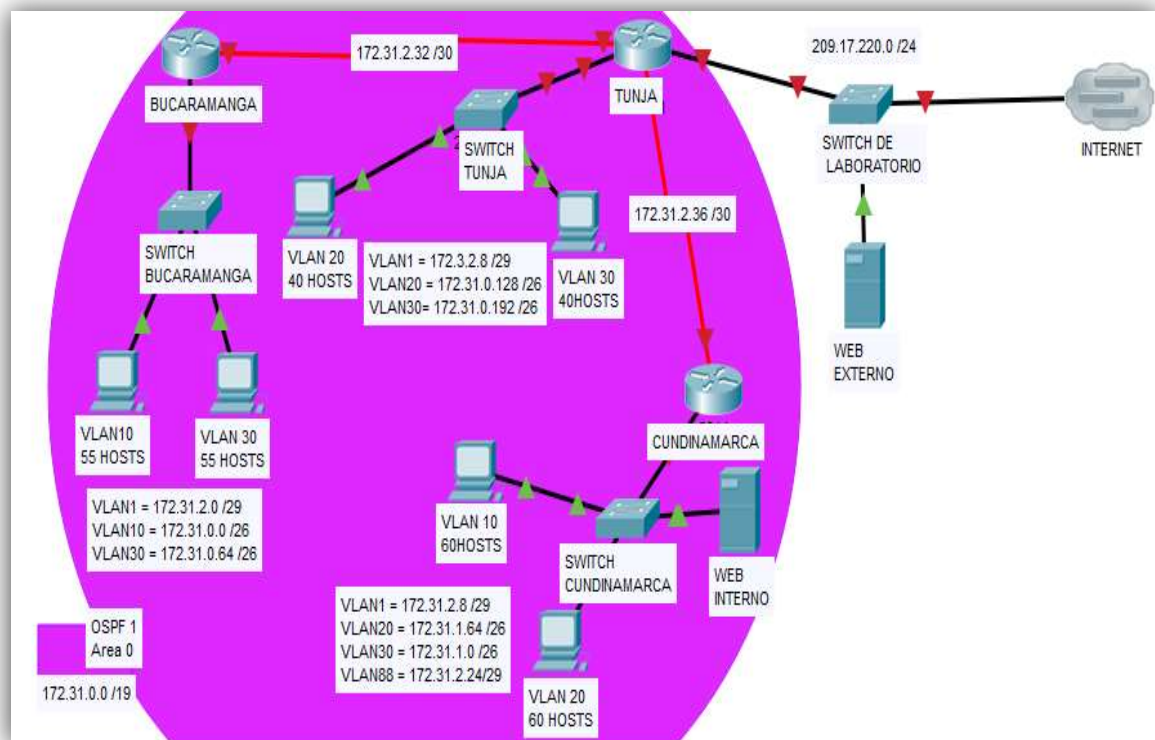 172.31.2.32 /30
209.17.220.0 /24
BUCARAMANGA
TUNJA
SWITCH
TUNJA
SWITCH DE
LABORATORIO
INTERNET
172.31.2.36 /30
SWITCH
BUCARAMANGA
VLAN 20
40 HOSTS
VLAN1 = 172.3.2.8 /29
VLAN20 = 172.31.0.128 /26
VLAN30= 172.31.0.192 /26
VLAN 30
40HOSTS
WEB
EXTERNO
VLAN10
55 HOSTS
VLAN 30
55 HOSTS
CUNDINAMARCA
VLAN1 = 172.31.2.0 /29
VLAN10 = 172.31.0.0 /26
VLAN30 = 172.31.0.64 /26
VLAN 10
60HOSTS
SWITCH
CUNDINAMARCA
WEB
INTERNO
VLAN1 = 172.31.2.8 /29
VLAN20 = 172.31.1.64 /26
VLAN30 = 172.31.1.0 /26
VLAN88 = 172.31.2.24/29
VLAN 20
60 HOSTS
OSPF 1
Area 0
172.31.0.0 /19